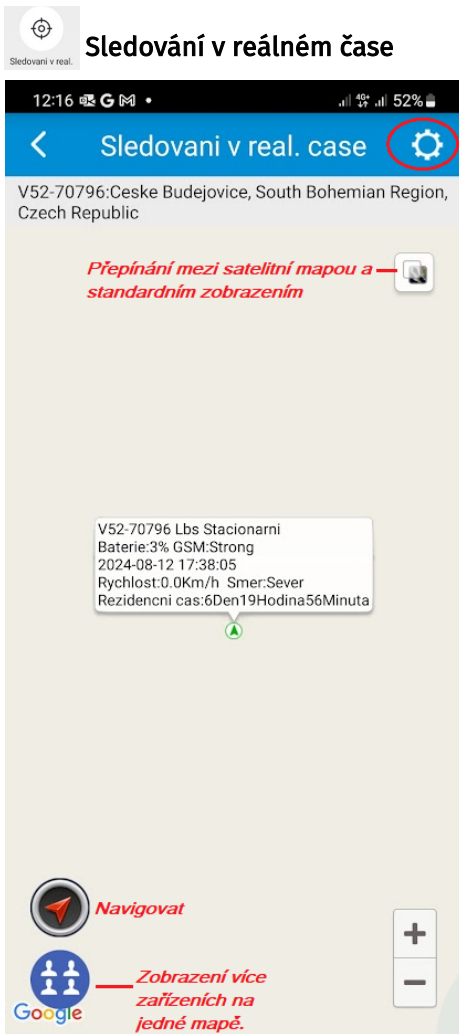 Sledovani v real.
Sledování v reálném čase
12:16 G M • 4G+ 52%
Sledovani v real. case
V52-70796:Ceske Budejovice, South Bohemian Region,
Czech Republic
Přepínání mezi satelitní mapou a
standardním zobrazením
V52-70796 Lbs Stacionarni
Baterie:3% GSM:Strong
2024-08-12 17:38:05
Rychlost:0.0Km/h Smer:Sever
Rezidencni cas:6Den19Hodina56Minuta
Navigovat
+
Zobrazení více
zařízeních na
jedné mapě.
−
Google